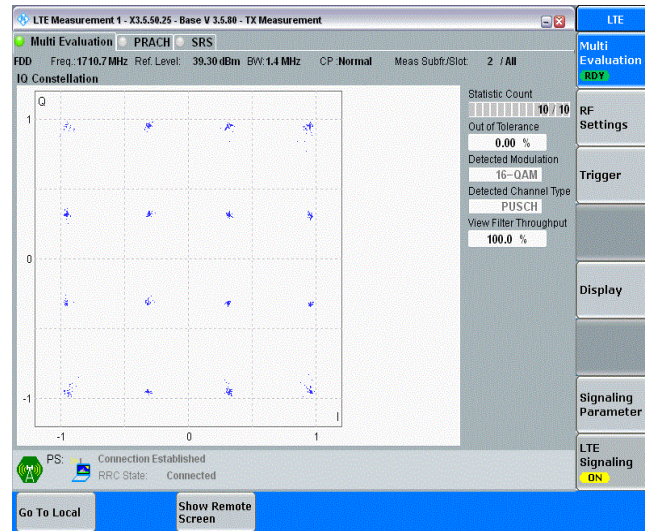 LTE Measurement 1 - X3.5.50.25 - Base V 3.5.80 - TX Measurement
LTE
Multi Evaluation PRACH SRS
FDD Freq.: 1710.7 MHz Ref. Level: 39.30 dBm BW: 1.4 MHz CP: Normal Meas Subfr/Slot: 2 / All
IQ Constellation
Q
1
0
-1
-1 0 1
I
Statistic Count
10 / 10
Out of Tolerance
0.00 %
Detected Modulation
16-QAM
Detected Channel Type
PUSCH
View Filter Throughput
100.0 %
Multi
Evaluation
RDY
RF
Settings
Trigger
Display
Signaling
Parameter
LTE
Signaling
ON
PS: Connection Established
RRC State: Connected
Go To Local
Show Remote
Screen